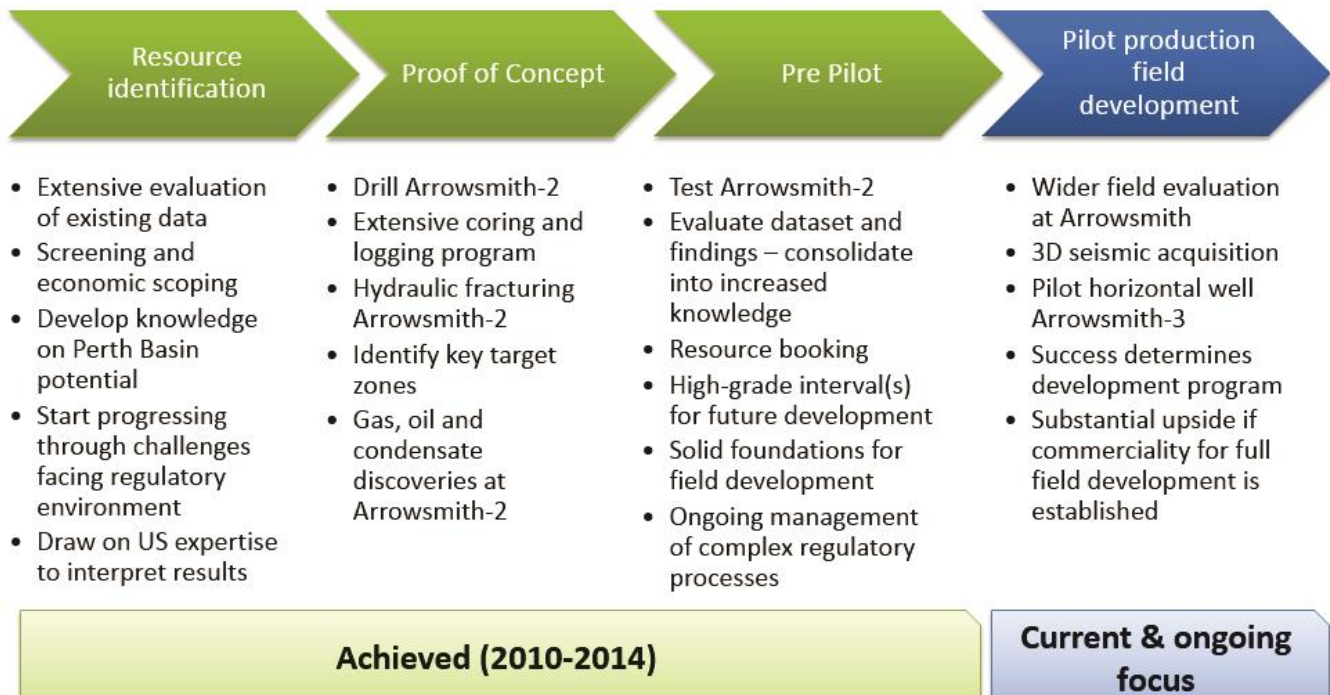 Resource
identification
Proof of Concept
Pre Pilot
Pilot production
field
development
• Extensive evaluation
of existing data
• Screening and
economic scoping
• Develop knowledge
on Perth Basin
potential
• Start progressing
through challenges
facing regulatory
environment
• Draw on US expertise
to interpret results
• Drill Arrowsmith-2
• Extensive coring and
logging program
• Hydraulic fracturing
Arrowsmith-2
• Identify key target
zones
• Gas, oil and
condensate
discoveries at
Arrowsmith-2
• Test Arrowsmith-2
• Evaluate dataset and
findings – consolidate
into increased
knowledge
• Resource booking
• High-grade interval(s)
for future development
• Solid foundations for
field development
• Ongoing management
of complex regulatory
processes
• Wider field evaluation
at Arrowsmith
• 3D seismic acquisition
• Pilot horizontal well
Arrowsmith-3
• Success determines
development program
• Substantial upside if
commerciality for full
field development is
established
Achieved (2010-2014)
Current & ongoing
focus